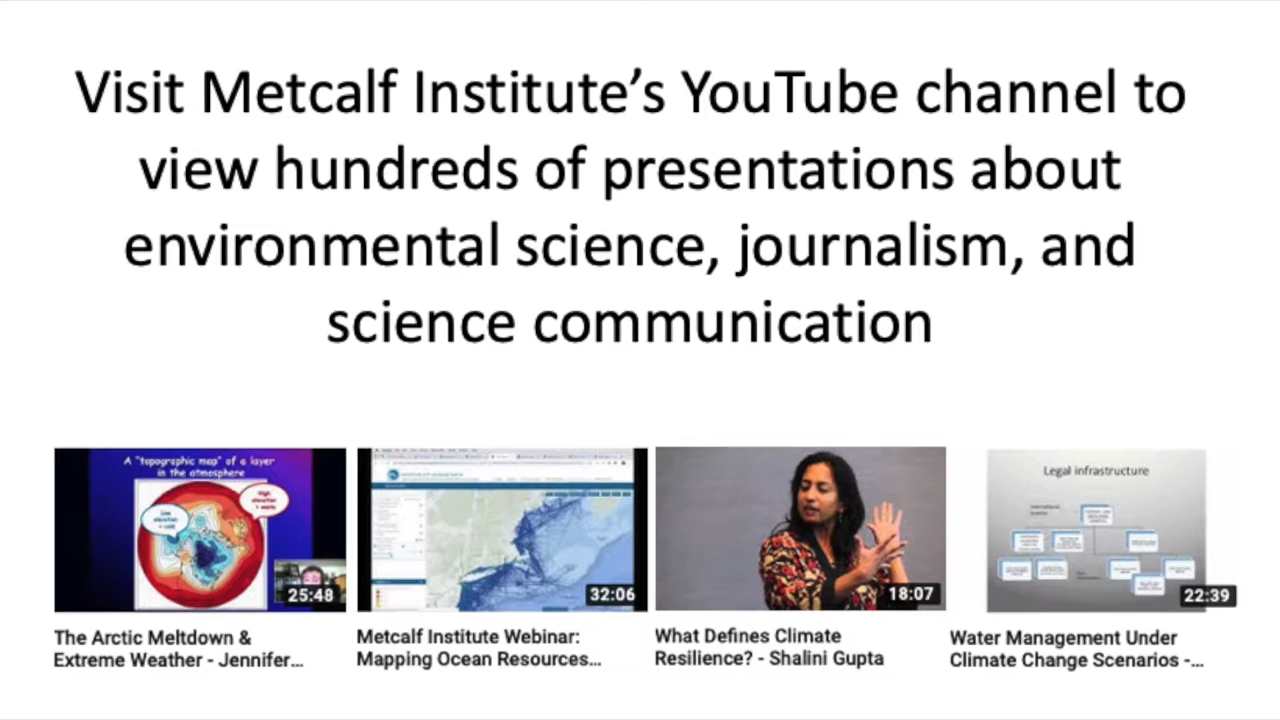 Visit Metcalf Institute’s YouTube channel to
view hundreds of presentations about
environmental science, journalism, and
science communication
A "topographic map" of a layer
in the atmosphere
High
elevation
= warm
Low
elevation
= cold
25:48
32:06
18:07
Legal infrastructure
22:39
The Arctic Meltdown &
Extreme Weather - Jennifer...
Metcalf Institute Webinar:
Mapping Ocean Resources...
What Defines Climate
Resilience? - Shalini Gupta
Water Management Under
Climate Change Scenarios -...